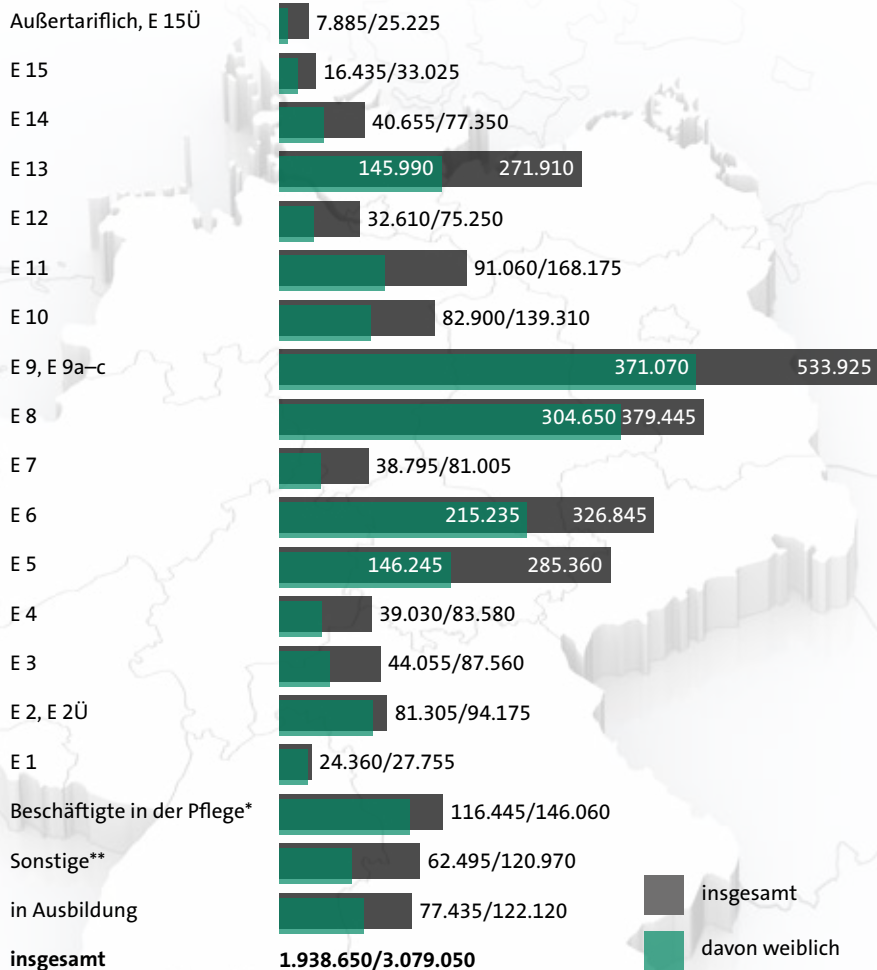 Außertariflich, E 15Ü 7.885/25.225
E 15 16.435/33.025
E 14 40.655/77.350
E 13 145.990 271.910
E 12 32.610/75.250
E 11 91.060/168.175
E 10 82.900/139.310
E 9, E 9a–c 371.070 533.925
E 8 304.650 379.445
E 7 38.795/81.005
E 6 215.235 326.845
E 5 146.245 285.360
E 4 39.030/83.580
E 3 44.055/87.560
E 2, E 2Ü 81.305/94.175
E 1 24.360/27.755
Beschäftigte in der Pflege* 116.445/146.060
Sonstige** 62.495/120.970
in Ausbildung 77.435/122.120
insgesamt 1.938.650/3.079.050
insgesamt
davon weiblich